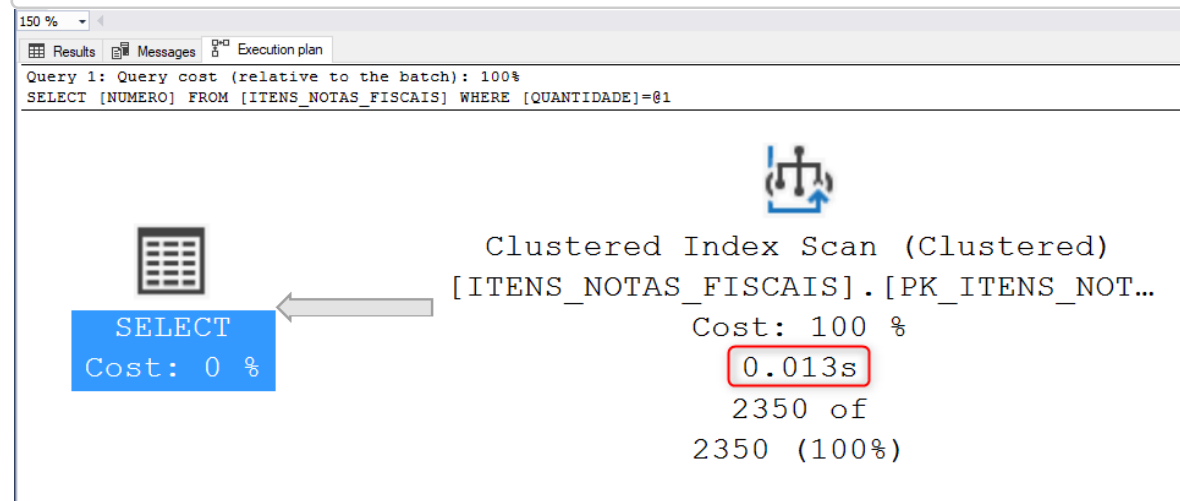 150 %
Results Messages Execution plan
Query 1: Query cost (relative to the batch): 100%
SELECT [NUMERO] FROM [ITENS_NOTAS_FISCAIS] WHERE [QUANTIDADE]=@1
Clustered Index Scan (Clustered)
[ITENS_NOTAS_FISCAIS].[PK_ITENS_NOT…
SELECT
Cost: 0 %
Cost: 100 %
0.013s
2350 of
2350 (100%)